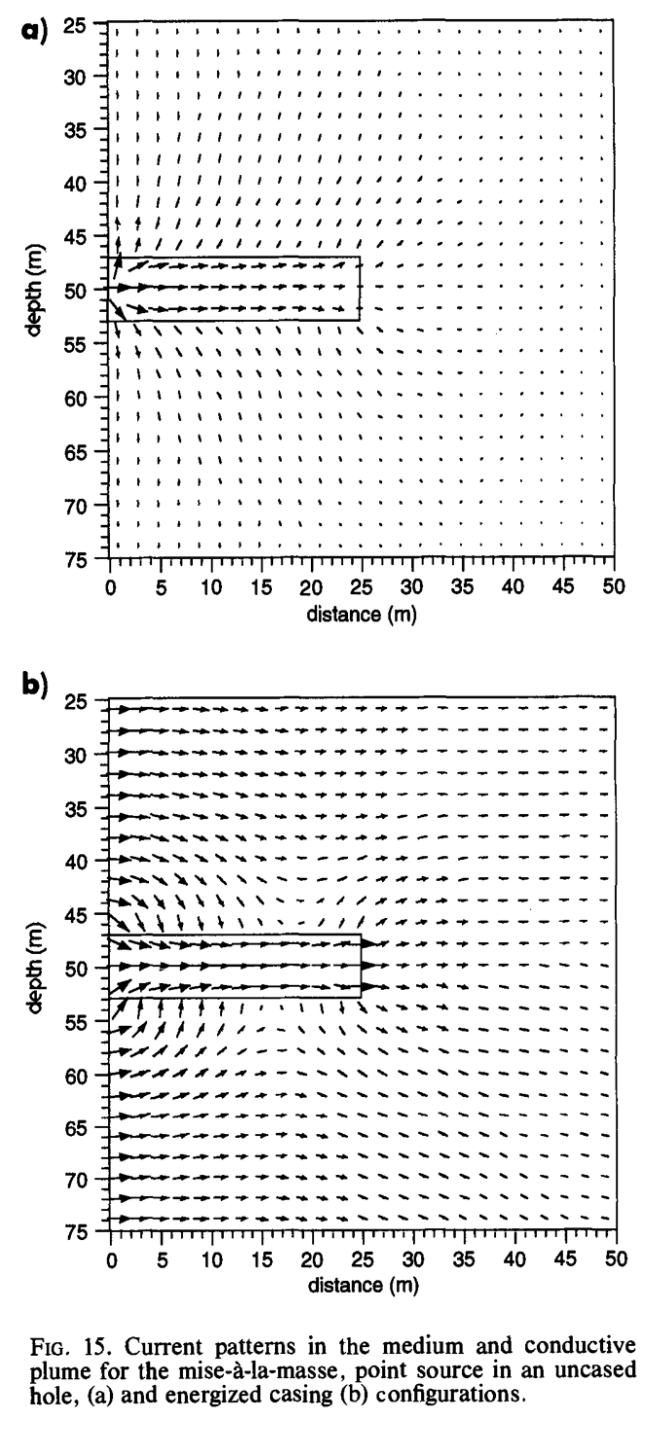 a)
25
30
35
40
45
50
55
60
65
70
75
depth (m)
0 5 10 15 20 25 30 35 40 45 50
distance (m)
b)
25
30
35
40
45
50
55
60
65
70
75
depth (m)
0 5 10 15 20 25 30 35 40 45 50
distance (m)
FIG. 15. Current patterns in the medium and conductive
plume for the mise-à-la-masse, point source in an uncased
hole, (a) and energized casing (b) configurations.